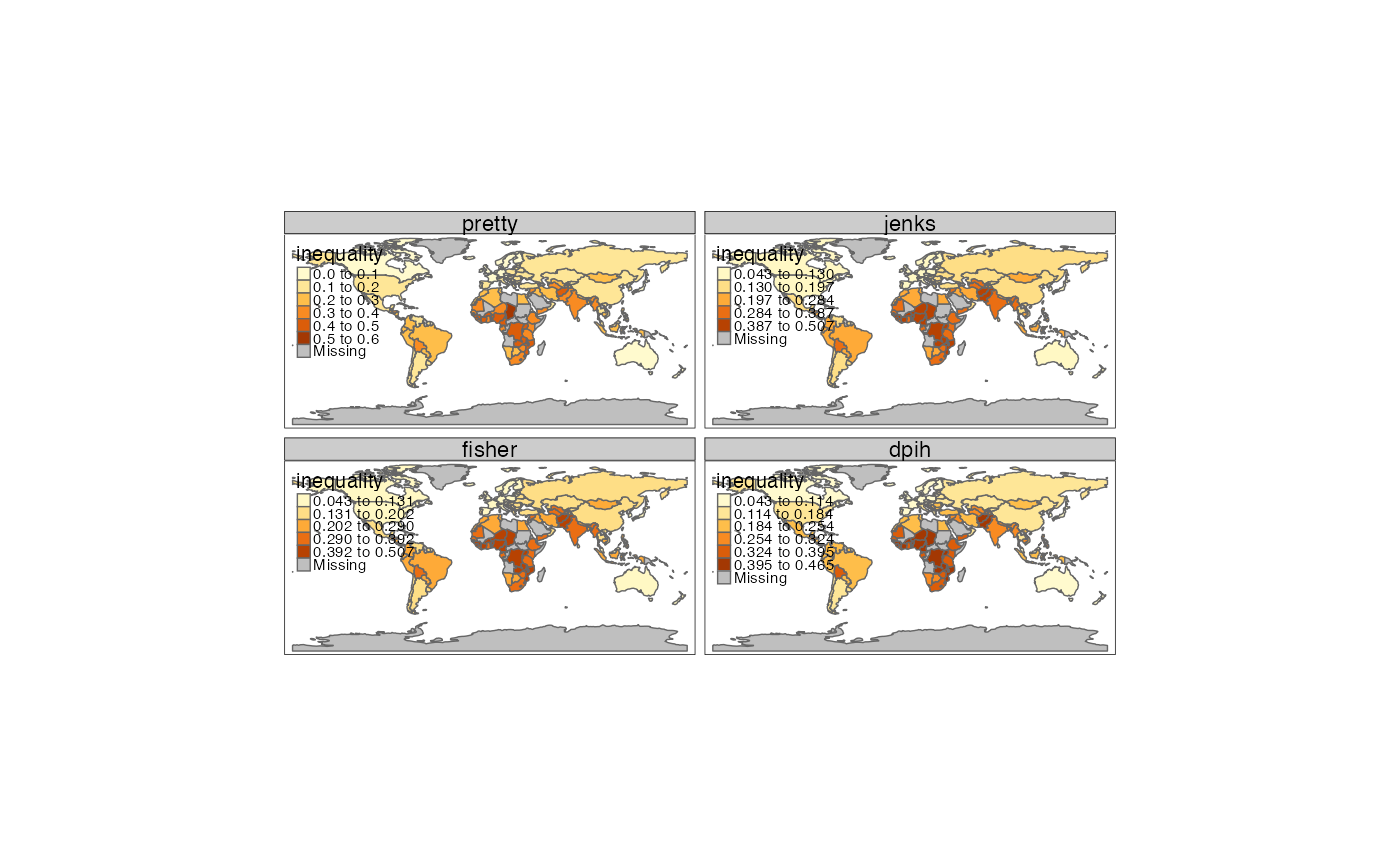 pretty
inequality
0.0 to 0.1
0.1 to 0.2
0.2 to 0.3
0.3 to 0.4
0.4 to 0.5
0.5 to 0.6
Missing
jenks
inequality
0.043 to 0.130
0.130 to 0.197
0.197 to 0.284
0.284 to 0.387
0.387 to 0.507
Missing
fisher
inequality
0.043 to 0.131
0.131 to 0.202
0.202 to 0.290
0.290 to 0.392
0.392 to 0.507
Missing
dpih
inequality
0.043 to 0.114
0.114 to 0.184
0.184 to 0.254
0.254 to 0.324
0.324 to 0.395
0.395 to 0.465
Missing